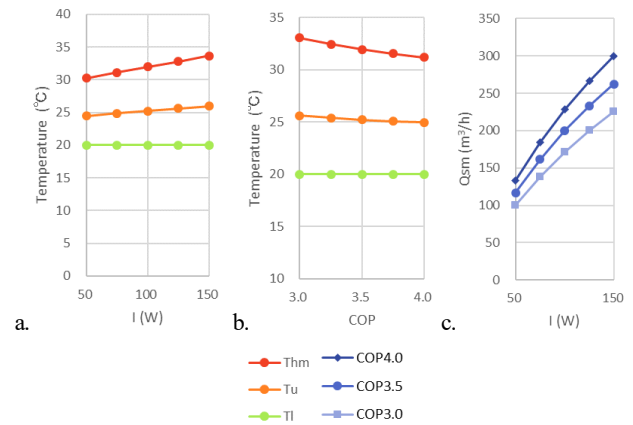 40
35
30
25
20
15
10
5
0
Temperature (℃)
50 100 150
I (W)
a.
35
30
25
20
15
10
Temperature (℃)
3.0 3.5 4.0
COP
b.
350
300
250
200
150
100
50
0
Qsm (m³/h)
50 150
I (W)
c.
Thm COP4.0
Tu COP3.5
Tl COP3.0